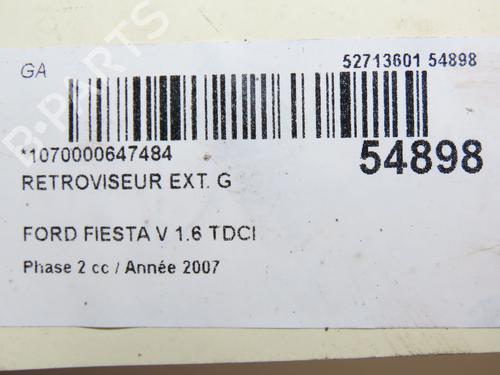 GA
52713601 54898
*1070000647484
54898
RETROVISEUR EXT. G
FORD FIESTA V 1.6 TDCI
Phase 2 cc / Année 2007
B-PARTS